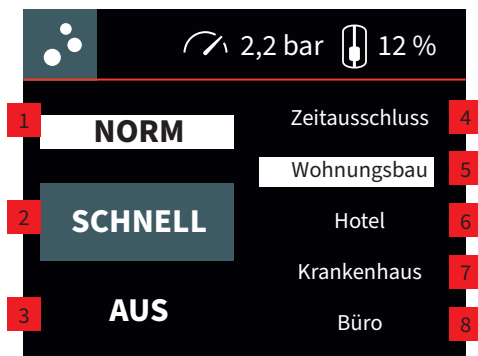 2,2 bar 12 %
1 NORM
2 SCHNELL
3 AUS
Zeitausschluss 4
Wohnungsbau 5
Hotel 6
Krankenhaus 7
Büro 8